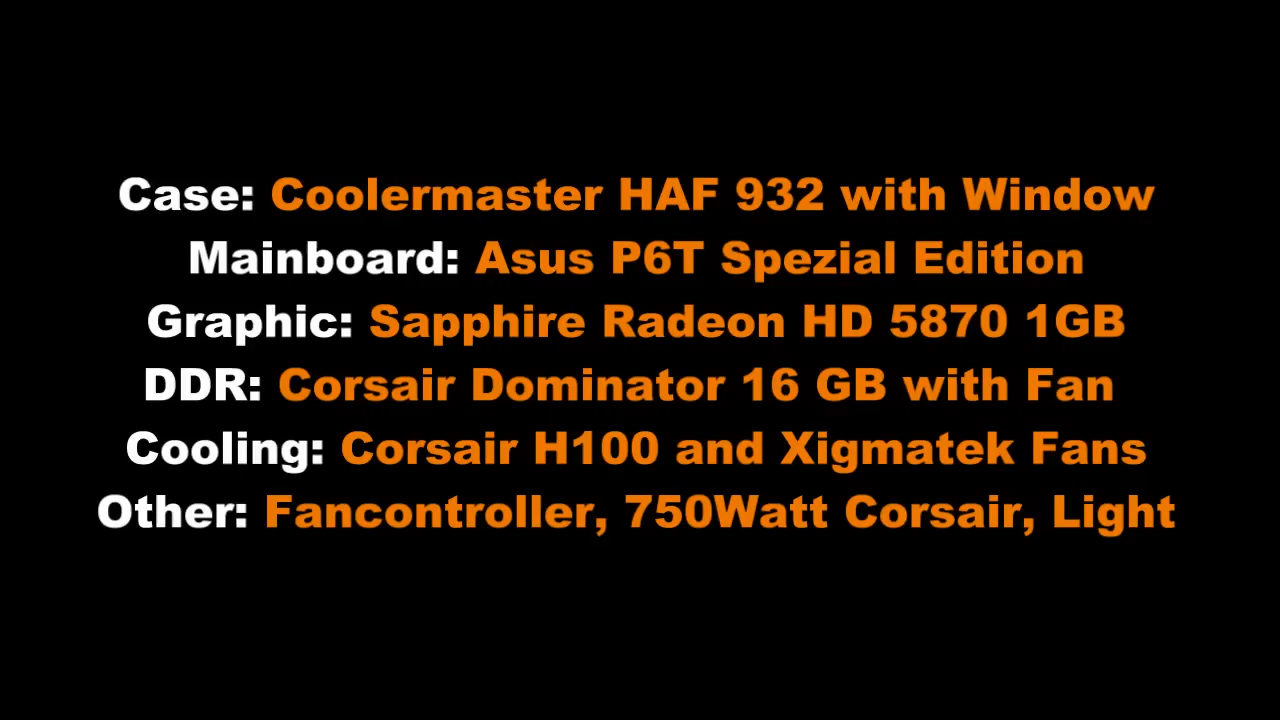 Case: Coolermaster HAF 932 with Window
Mainboard: Asus P6T Spezial Edition
Graphic: Sapphire Radeon HD 5870 1GB
DDR: Corsair Dominator 16 GB with Fan
Cooling: Corsair H100 and Xigmatek Fans
Other: Fancontroller, 750Watt Corsair, Light